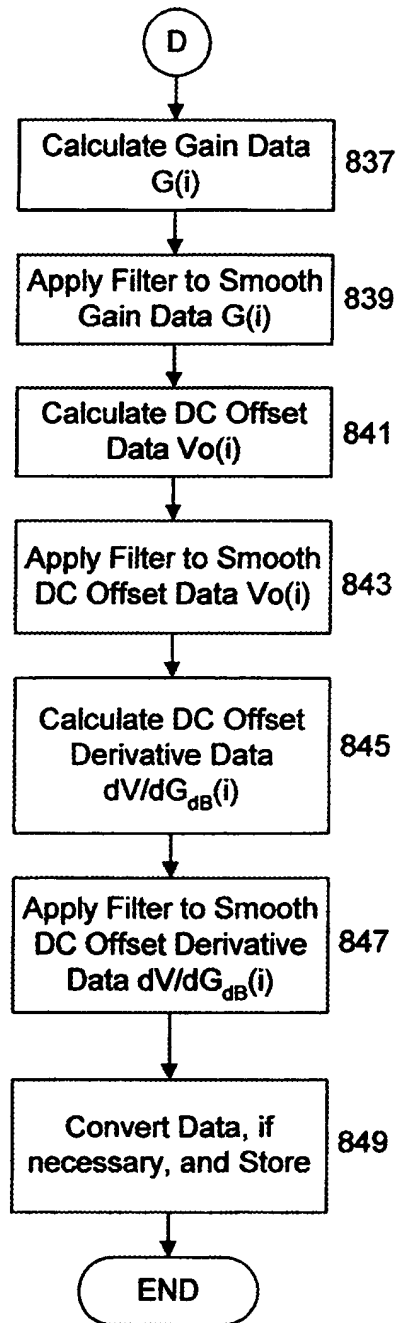 D
Calculate Gain Data
G(i)
837
Apply Filter to Smooth
Gain Data G(i)
839
Calculate DC Offset
Data Vo(i)
841
Apply Filter to Smooth
DC Offset Data Vo(i)
843
Calculate DC Offset
Derivative Data
dV/dGdB(i)
845
Apply Filter to Smooth
DC Offset Derivative
Data dV/dGdB(i)
847
Convert Data, if
necessary, and Store
849
END